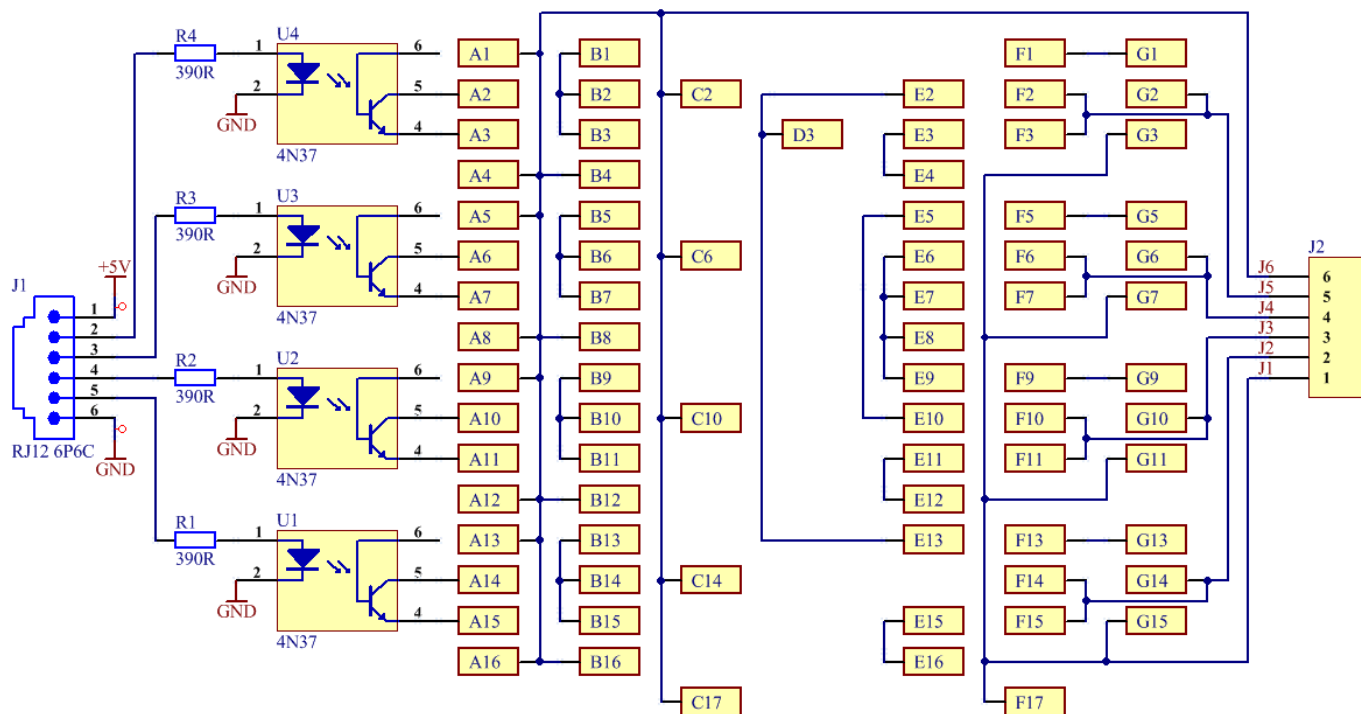 U4
R4
1
6
A1
B1
F1
G1
390R
2
5
A2
B2
C2
E2
F2
G2
GND
4
A3
B3
D3
E3
F3
G3
4N37
A4
B4
E4
U3
R3
1
6
A5
B5
E5
F5
G5
390R
2
5
A6
B6
C6
E6
F6
G6
J2
GND
+5V
J6
6
J1
4
A7
B7
E7
F7
G7
J5
5
4N37
1
J4
4
2
A8
B8
E8
J3
3
3
U2
J2
2
R2
4
1
6
A9
B9
E9
F9
G9
J1
1
390R
5
2
5
A10
B10
C10
E10
F10
G10
6
GND
RJ12 6P6C
4
A11
B11
E11
F11
G11
GND
4N37
A12
B12
E12
U1
R1
1
6
A13
B13
E13
F13
G13
390R
2
5
A14
B14
C14
F14
G14
GND
4
A15
B15
E15
F15
G15
4N37
A16
B16
E16
C17
F17